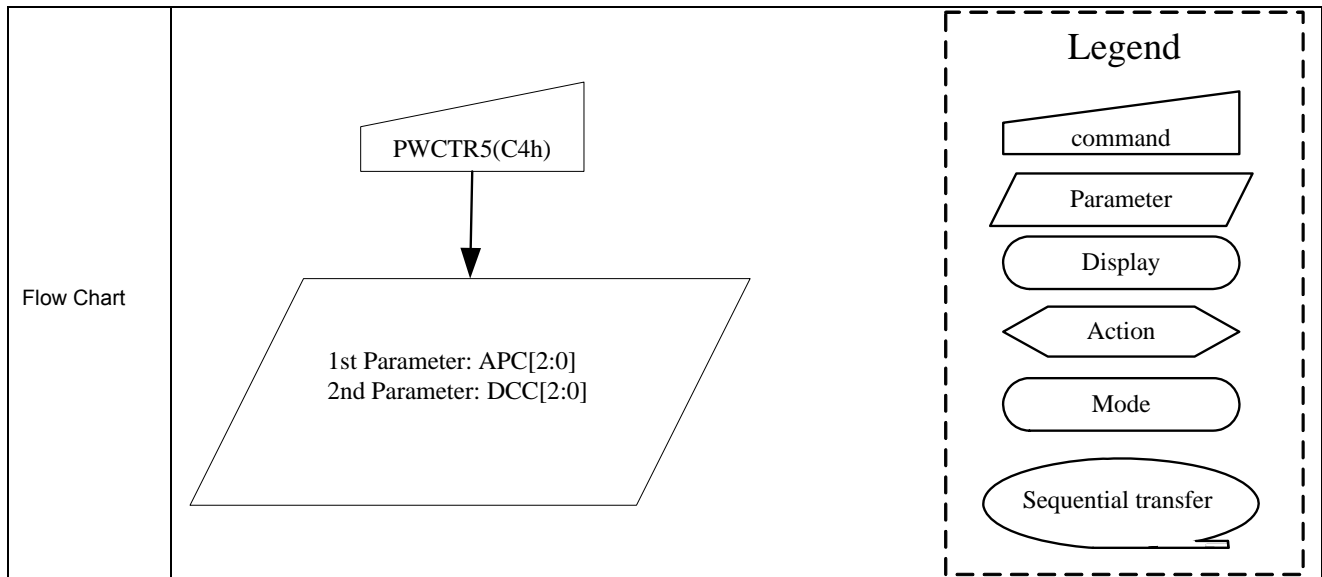 Flow Chart
PWCTR5(C4h)
1st Parameter: APC[2:0]
2nd Parameter: DCC[2:0]
Legend
command
Parameter
Display
Action
Mode
Sequential transfer